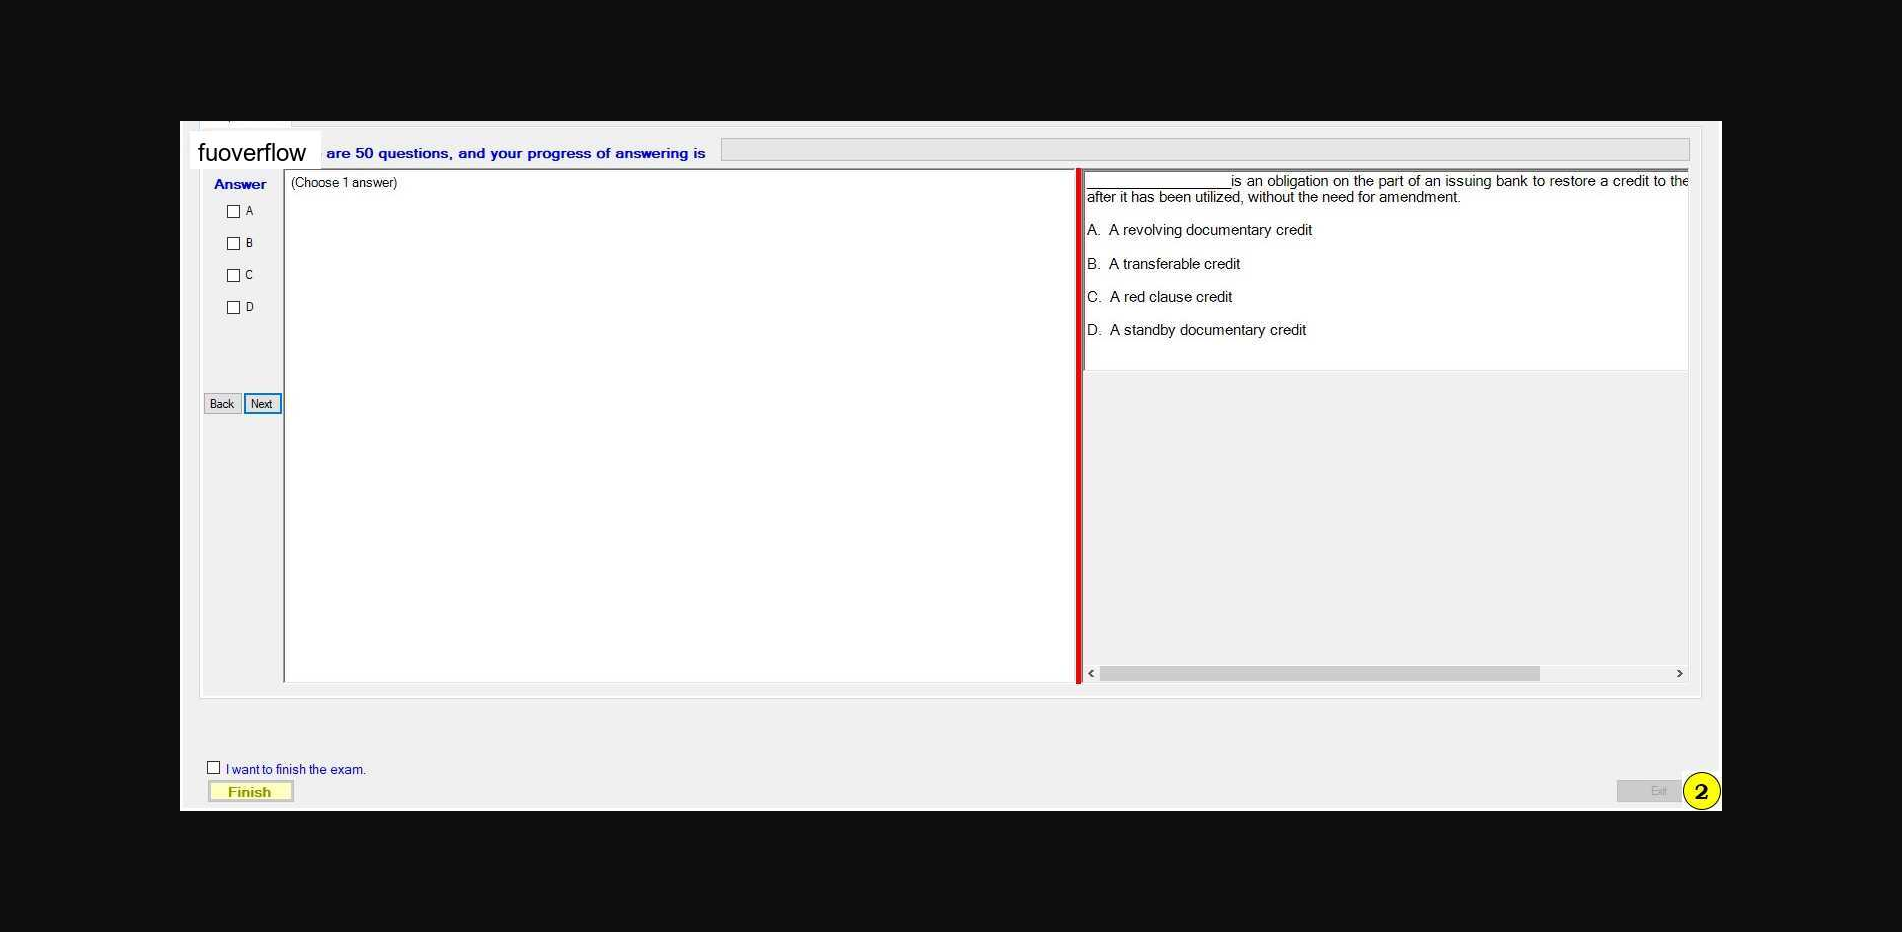 fuoverflow are 50 questions, and your progress of answering is
Answer
A
B
C
D
Back Next
(Choose 1 answer)
__________________is an obligation on the part of an issuing bank to restore a credit to the
after it has been utilized, without the need for amendment.
A. A revolving documentary credit
B. A transferable credit
C. A red clause credit
D. A standby documentary credit
I want to finish the exam.
Finish
Exit
2